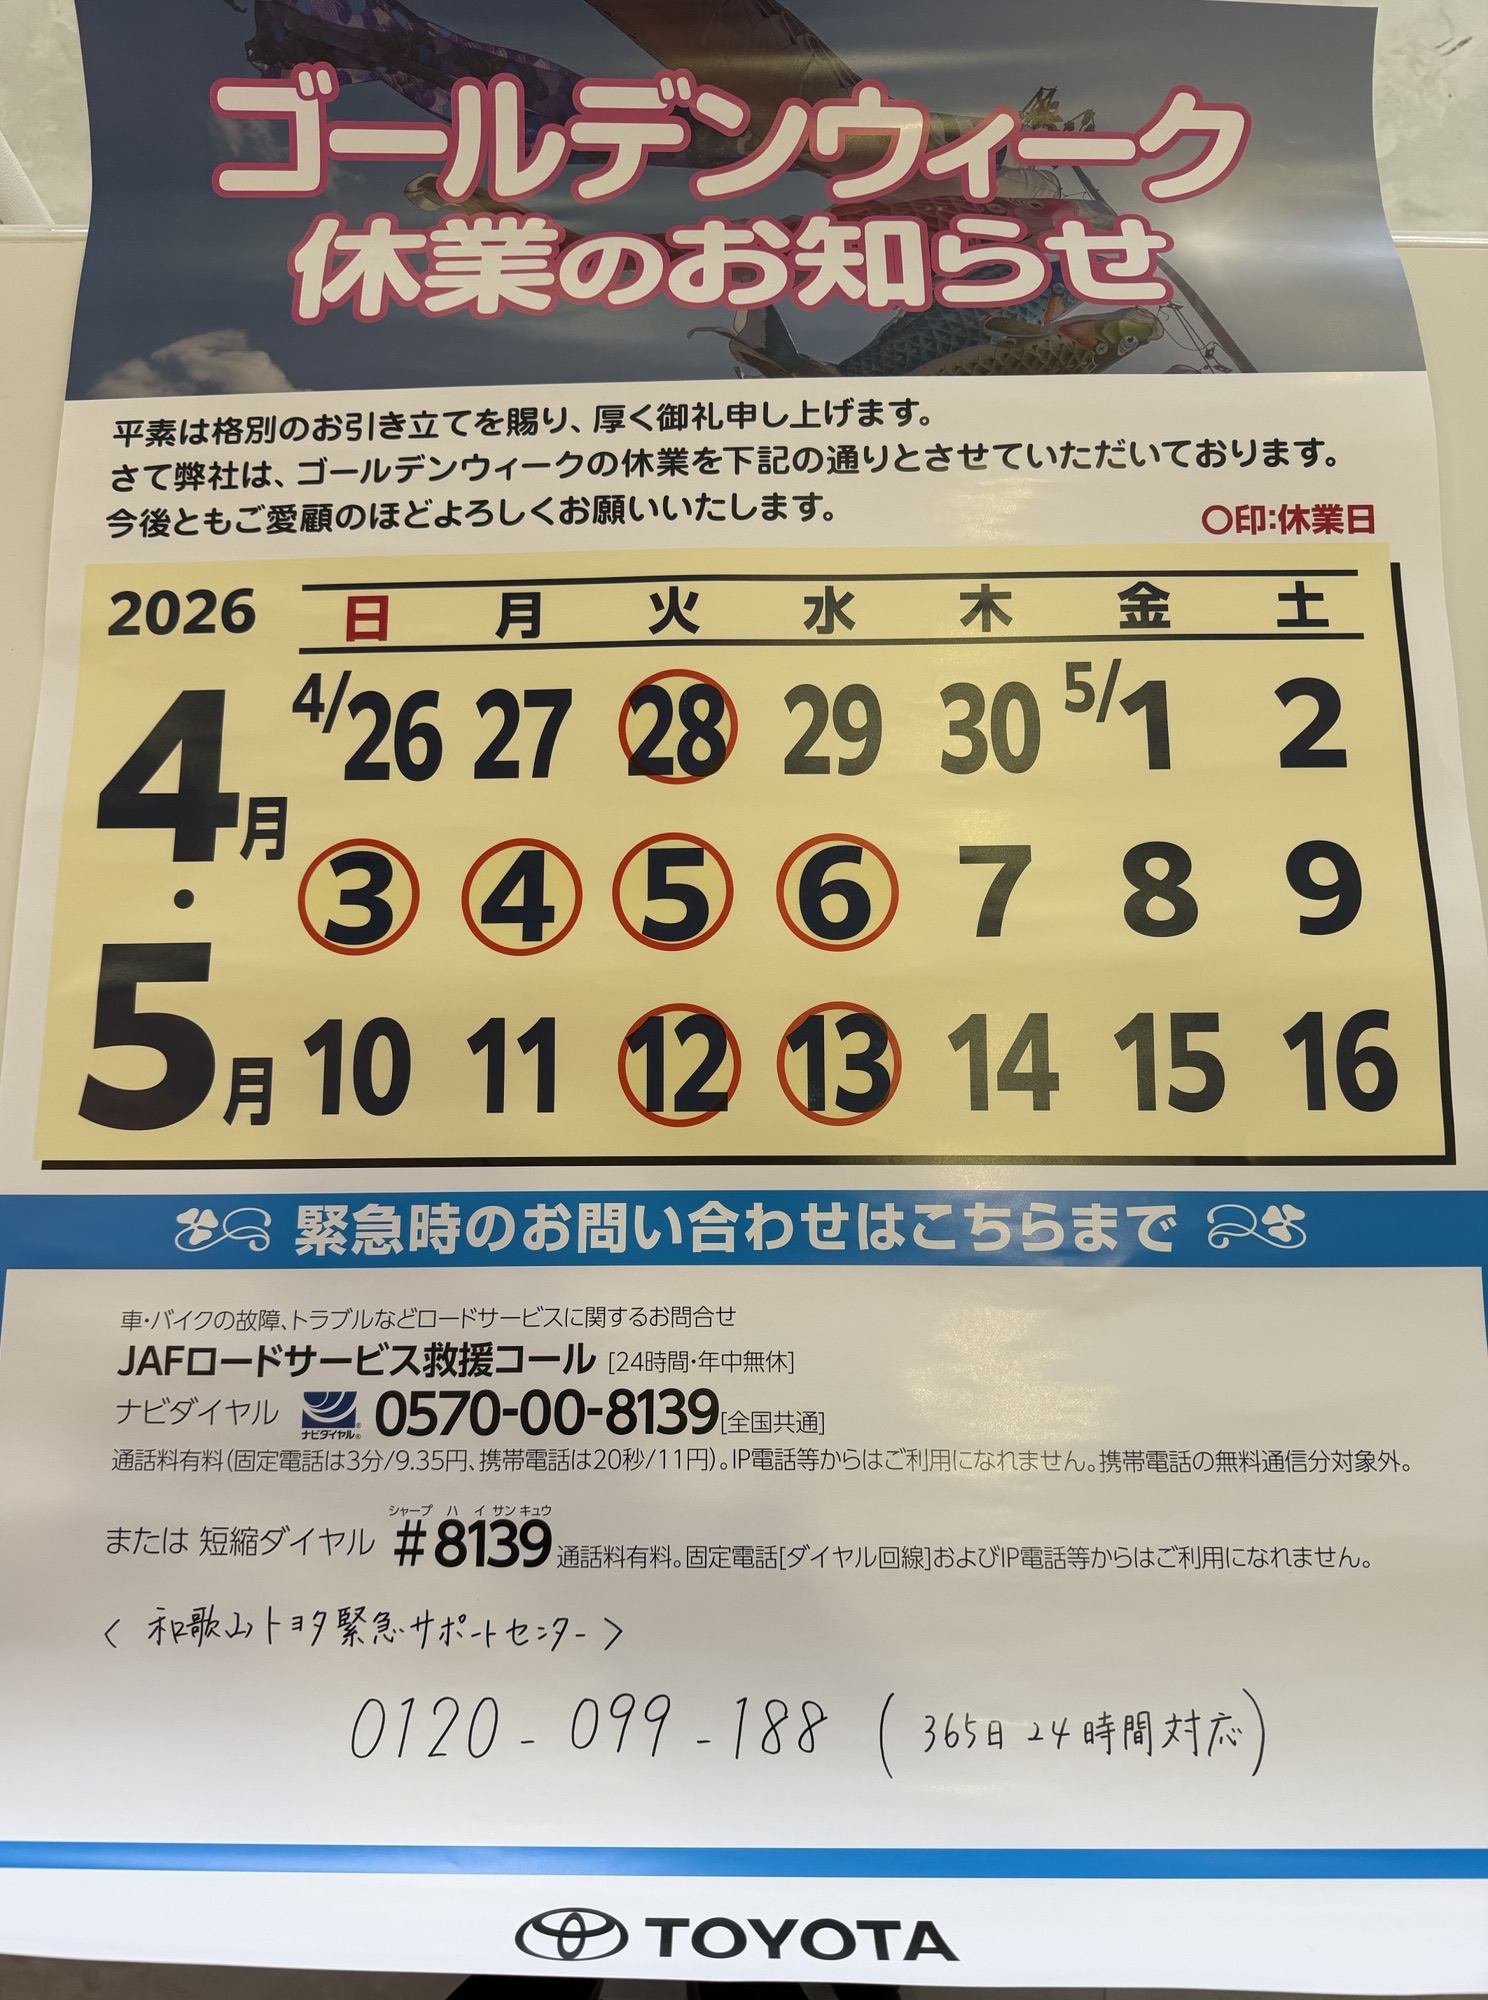 ゴールデンウィーク
休業のお知らせ
平素は格別のお引き立てを賜り、厚く御礼申し上げます。
さて弊社は、ゴールデンウィークの休業を下記の通りとさせていただいております。
今後ともご愛顧のほどよろしくお願いいたします。
〇印:休業日
2026 日 月 火 水 木 金 土
4月・5月
4/26 27 28 29 30 5/1 2
3 4 5 6 7 8 9
10 11 12 13 14 15 16
緊急時のお問い合わせはこちらまで
車・バイクの故障、トラブルなどロードサービスに関するお問合せ
JAFロードサービス救援コール [24時間・年中無休]
ナビダイヤル ナビダイヤル® 0570-00-8139[全国共通]
通話料有料(固定電話は3分/9.35円、携帯電話は20秒/11円)。IP電話等からはご利用になれません。携帯電話の無料通信分対象外。
シャープ ハ イ サン キュウ
または 短縮ダイヤル #8139 通話料有料。固定電話[ダイヤル回線]およびIP電話等からはご利用になれません。
〈 和歌山トヨタ緊急サポートセンター 〉
0120-099-188 (365日 24時間対応)
TOYOTA